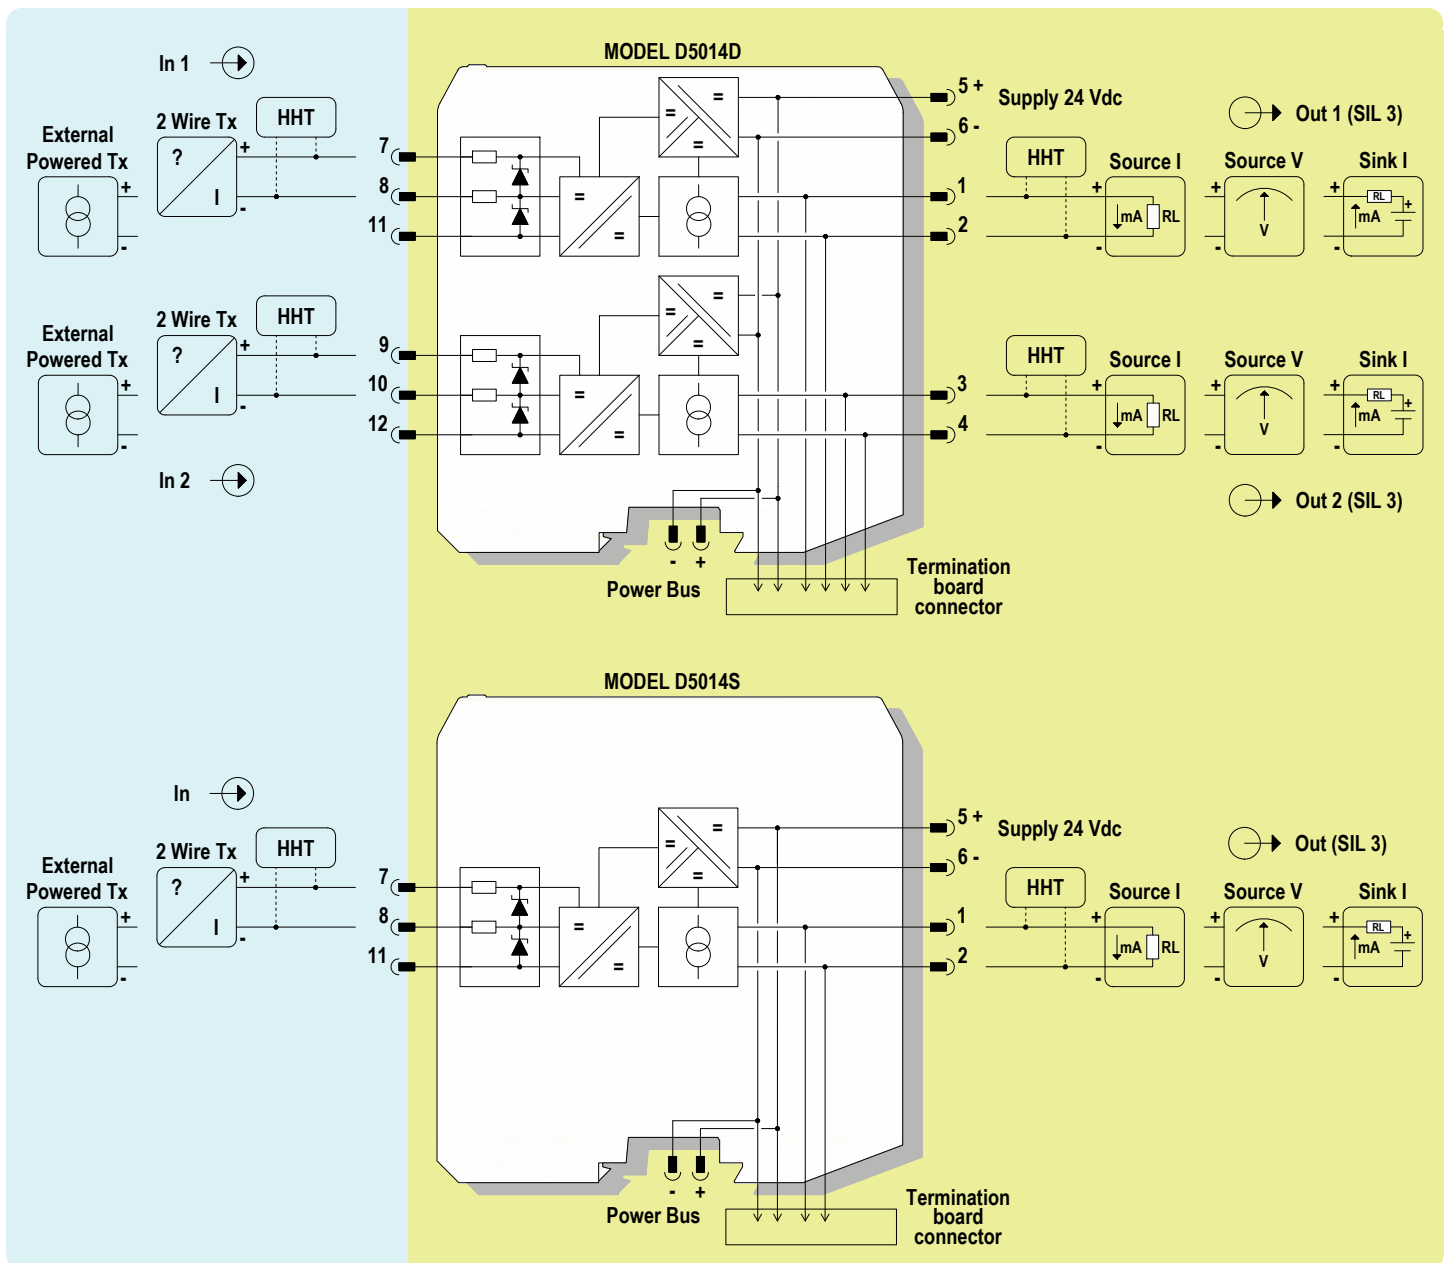 MODEL D5014D
In 1
5 +
Supply 24 Vdc
6 -
Out 1 (SIL 3)
External
Powered Tx
+
-
2 Wire Tx
?
I
+
-
HHT
7
8
11
= = =
= =
1
2
HHT
Source I
+
mA RL
-
Source V
+
V
-
Sink I
+
RL
+
mA
-
External
Powered Tx
+
-
2 Wire Tx
?
I
+
-
HHT
9
10
12
= = =
= =
3
4
HHT
Source I
+
mA RL
-
Source V
+
V
-
Sink I
+
RL
+
mA
-
In 2
Out 2 (SIL 3)
- +
Power Bus
Termination
board
connector
MODEL D5014S
In
5 +
Supply 24 Vdc
6 -
Out (SIL 3)
External
Powered Tx
+
-
2 Wire Tx
?
I
+
-
HHT
7
8
11
= = =
= =
1
2
HHT
Source I
+
mA RL
-
Source V
+
V
-
Sink I
+
RL
+
mA
-
- +
Power Bus
Termination
board
connector